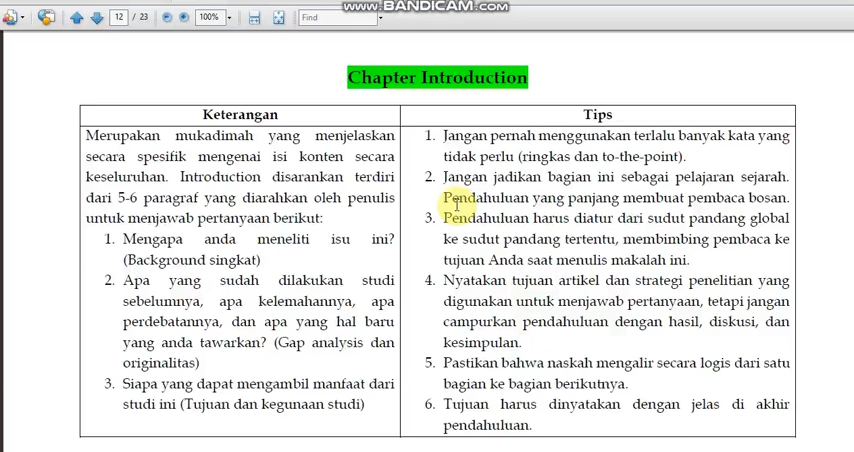 WWW.BANDICAM.COM
12 / 23 100% Find
Chapter Introduction
Keterangan
Merupakan mukadimah yang menjelaskan
secara spesifik mengenai isi konten secara
keseluruhan. Introduction disarankan terdiri
dari 5-6 paragraf yang diarahkan oleh penulis
untuk menjawab pertanyaan berikut:
1. Mengapa anda meneliti isu ini?
(Background singkat)
2. Apa yang sudah dilakukan studi
sebelumnya, apa kelemahannya, apa
perdebatannya, dan apa yang hal baru
yang anda tawarkan? (Gap analysis dan
originalitas)
3. Siapa yang dapat mengambil manfaat dari
studi ini (Tujuan dan kegunaan studi)
Tips
1. Jangan pernah menggunakan terlalu banyak kata yang
tidak perlu (ringkas dan to-the-point).
2. Jangan jadikan bagian ini sebagai pelajaran sejarah.
Pendahuluan yang panjang membuat pembaca bosan.
3. Pendahuluan harus diatur dari sudut pandang global
ke sudut pandang tertentu, membimbing pembaca ke
tujuan Anda saat menulis makalah ini.
4. Nyatakan tujuan artikel dan strategi penelitian yang
digunakan untuk menjawab pertanyaan, tetapi jangan
campurkan pendahuluan dengan hasil, diskusi, dan
kesimpulan.
5. Pastikan bahwa naskah mengalir secara logis dari satu
bagian ke bagian berikutnya.
6. Tujuan harus dinyatakan dengan jelas di akhir
pendahuluan.